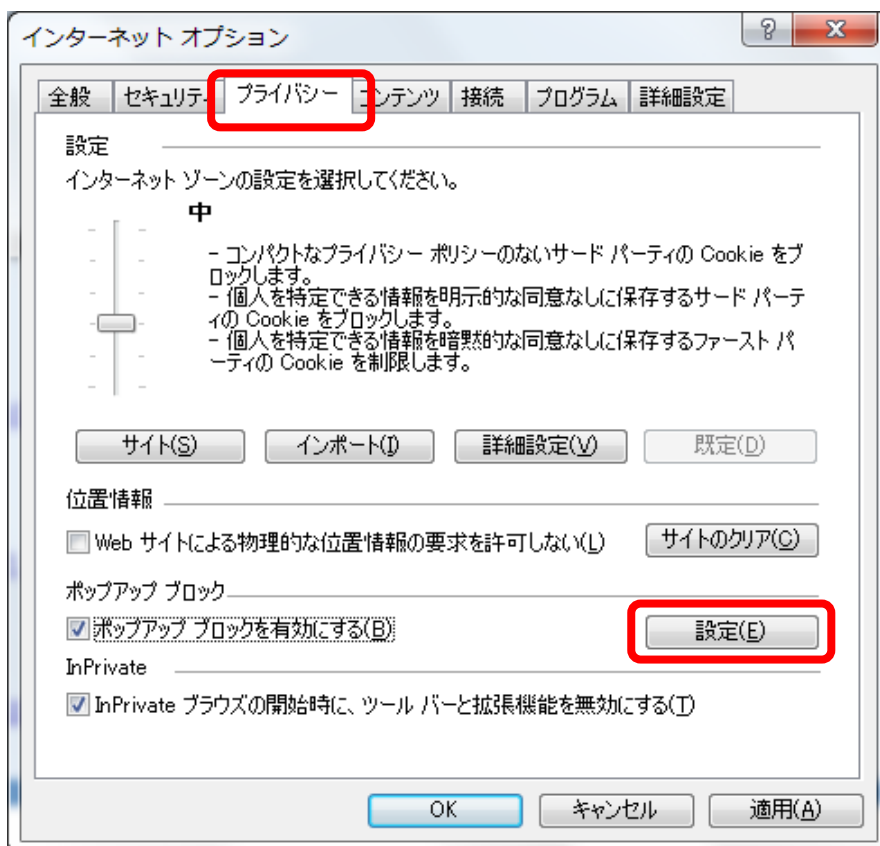 インターネット オプション
全般 セキュリティ プライバシー コンテンツ 接続 プログラム 詳細設定
設定
インターネット ゾーンの設定を選択してください。
中
- コンパクトなプライバシー ポリシーのないサード パーティの Cookie をブ
ロックします。
- 個人を特定できる情報を明示的な同意なしに保存するサード パーテ
ィの Cookie をブロックします。
- 個人を特定できる情報を暗黙的な同意なしに保存するファースト パ
ーティの Cookie を制限します。
サイト(S) インポート(I) 詳細設定(V) 既定(D)
位置情報
Web サイトによる物理的な位置情報の要求を許可しない(L) サイトのクリア(C)
ポップアップ ブロック
ポップアップ ブロックを有効にする(B) 設定(E)
InPrivate
InPrivate ブラウズの開始時に、ツール バーと拡張機能を無効にする(T)
OK キャンセル 適用(A)